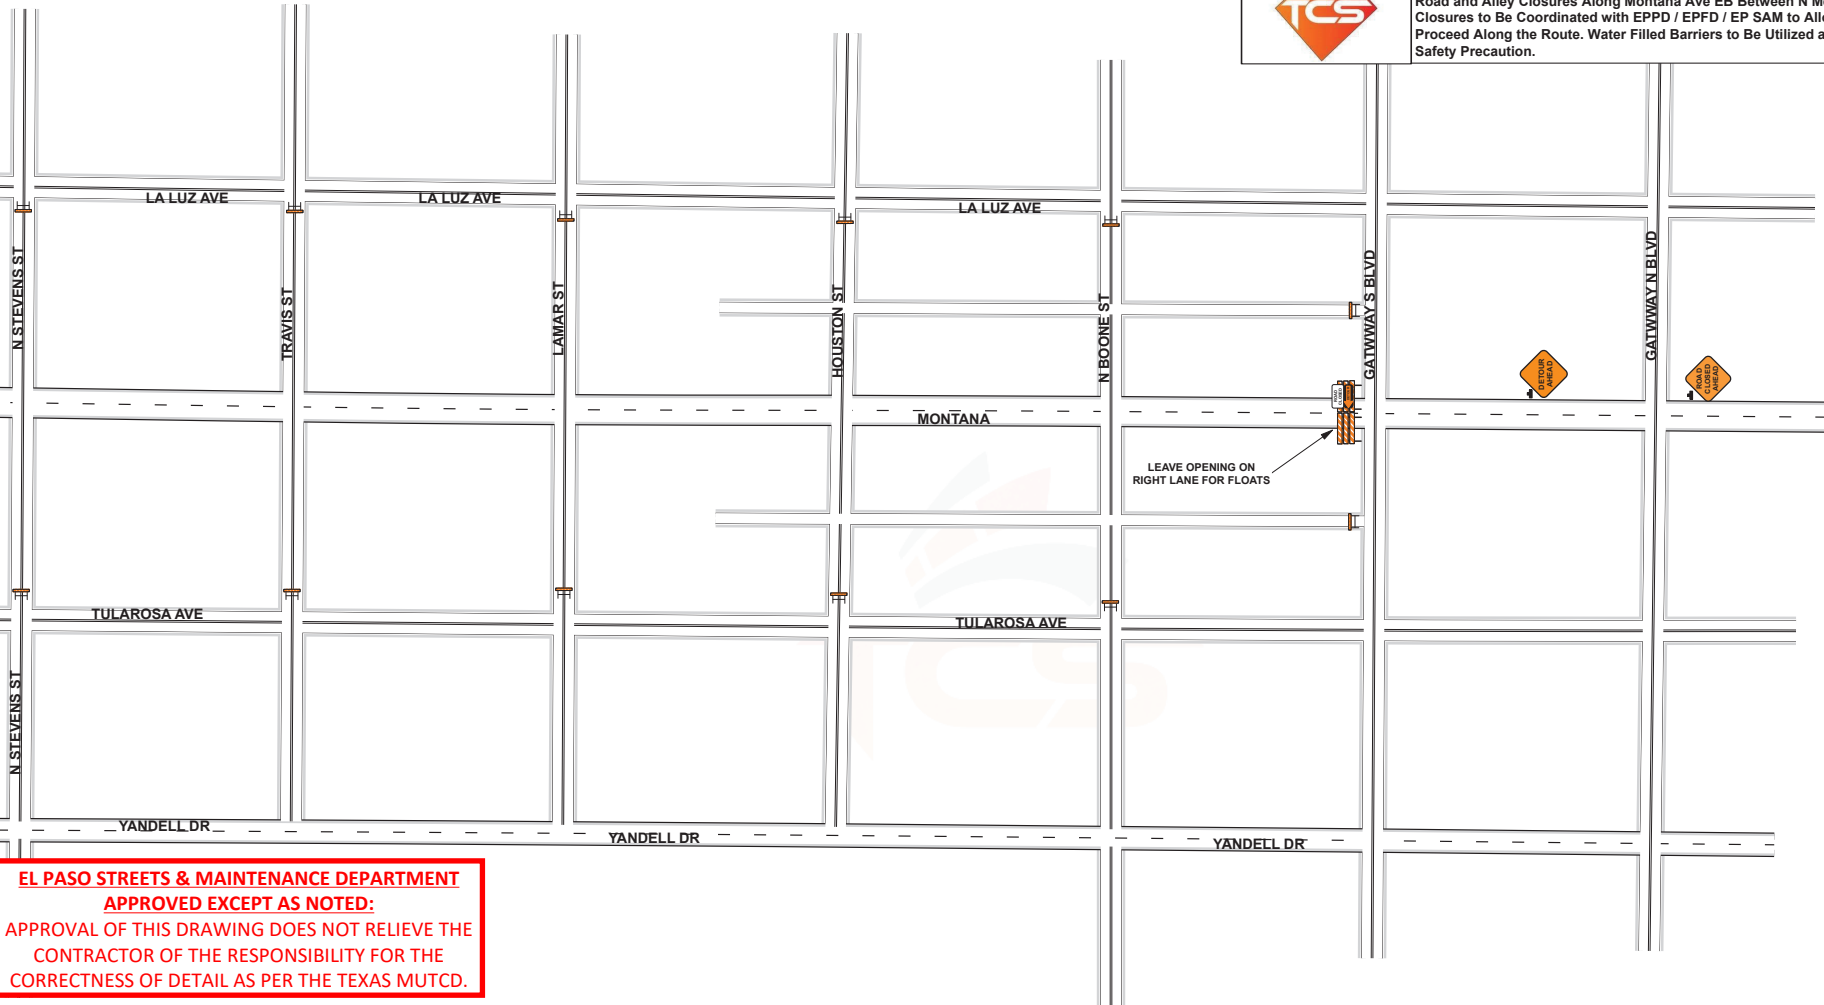 TCS
Road and Alley Closures Along Montana Ave EB Between N M
Closures to Be Coordinated with EPPD / EPFD / EP SAM to All
Proceed Along the Route. Water Filled Barriers to Be Utilized a
Safety Precaution.
LA LUZ AVE
LA LUZ AVE
LA LUZ AVE
N STEVENS ST
TRAVIS ST
LAMAR ST
HOUSTON ST
N BOONE ST
GATWWAY S BLVD
GATWWAY N BLVD
ROAD
CLOSED
DETOUR
AHEAD
ROAD
CLOSED
AHEAD
MONTANA
LEAVE OPENING ON
RIGHT LANE FOR FLOATS
TULAROSA AVE
TULAROSA AVE
TCS
N STEVENS ST
YANDELL DR
YANDELL DR
YANDELL DR
EL PASO STREETS & MAINTENANCE DEPARTMENT
APPROVED EXCEPT AS NOTED:
APPROVAL OF THIS DRAWING DOES NOT RELIEVE THE
CONTRACTOR OF THE RESPONSIBILITY FOR THE
CORRECTNESS OF DETAIL AS PER THE TEXAS MUTCD.